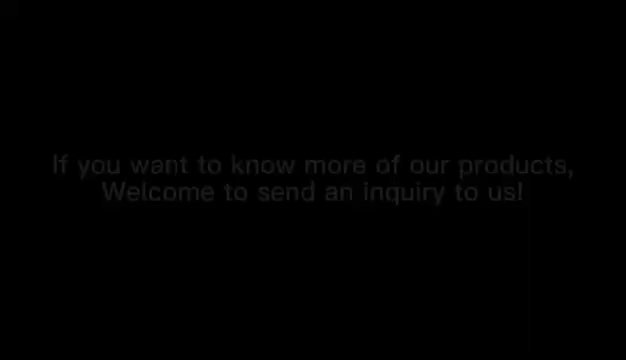 If you want to know more of our products,
Welcome to send an inquiry to us!